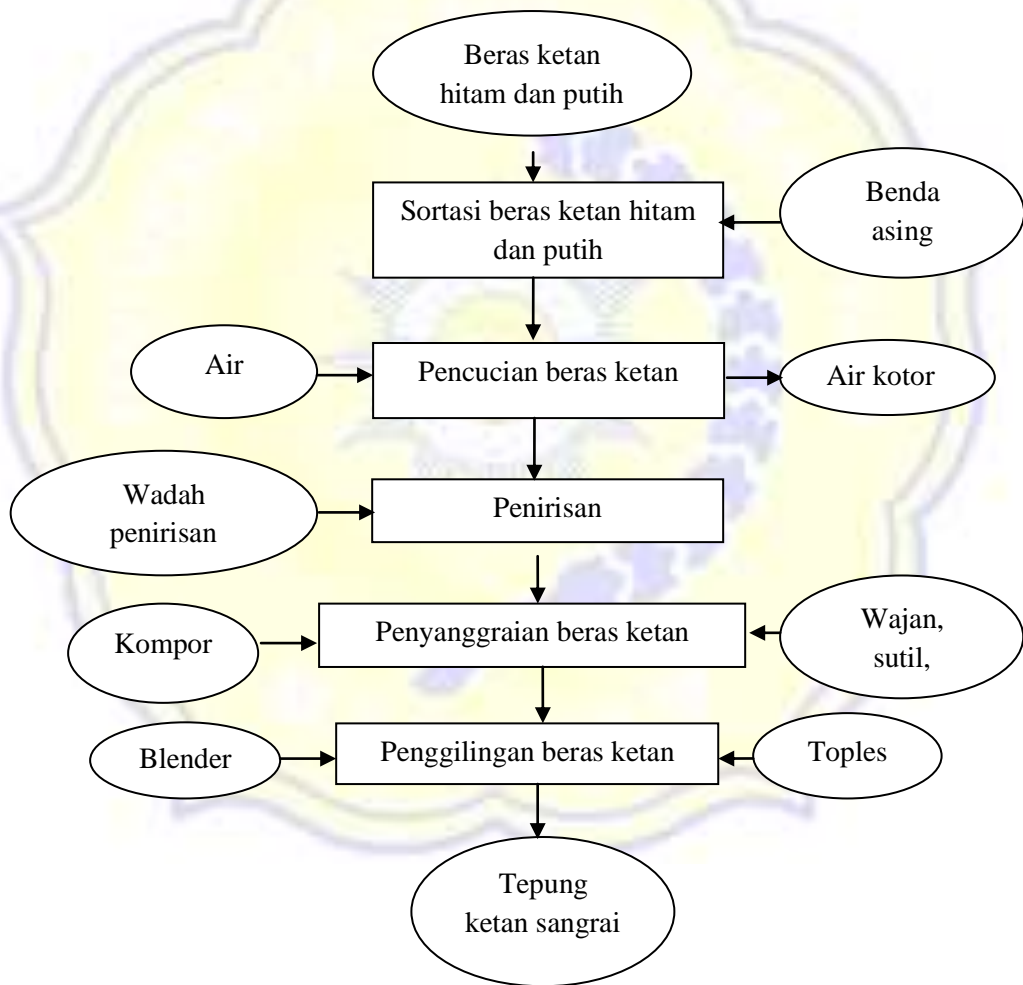 Beras ketan
hitam dan putih
Sortasi beras ketan hitam
dan putih
Benda
asing
Air
Pencucian beras ketan
Air kotor
Wadah
penirisan
Penirisan
Kompor
Penyanggraian beras ketan
Wajan,
sutil,
Blender
Penggilingan beras ketan
Toples
Tepung
ketan sangrai